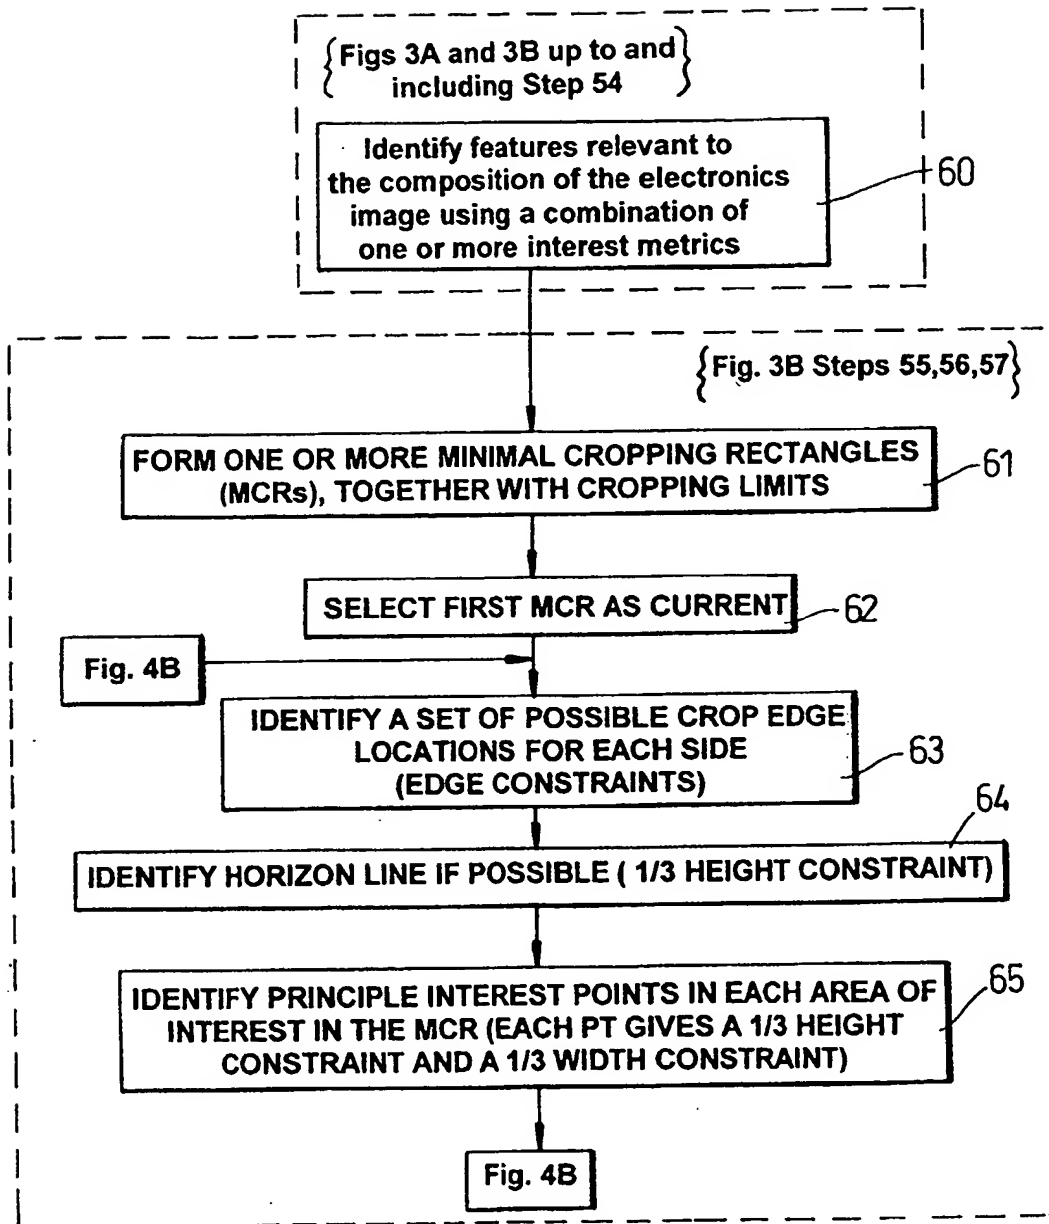 {Figs 3A and 3B up to and
including Step 54}
Identify features relevant to
the composition of the electronics
image using a combination of
one or more interest metrics
60
{Fig. 3B Steps 55,56,57}
FORM ONE OR MORE MINIMAL CROPPING RECTANGLES
(MCRs), TOGETHER WITH CROPPING LIMITS
61
SELECT FIRST MCR AS CURRENT
62
Fig. 4B
IDENTIFY A SET OF POSSIBLE CROP EDGE
LOCATIONS FOR EACH SIDE
(EDGE CONSTRAINTS)
63
64
IDENTIFY HORIZON LINE IF POSSIBLE ( 1/3 HEIGHT CONSTRAINT)
IDENTIFY PRINCIPLE INTEREST POINTS IN EACH AREA OF
INTEREST IN THE MCR (EACH PT GIVES A 1/3 HEIGHT
CONSTRAINT AND A 1/3 WIDTH CONSTRAINT)
65
Fig. 4B